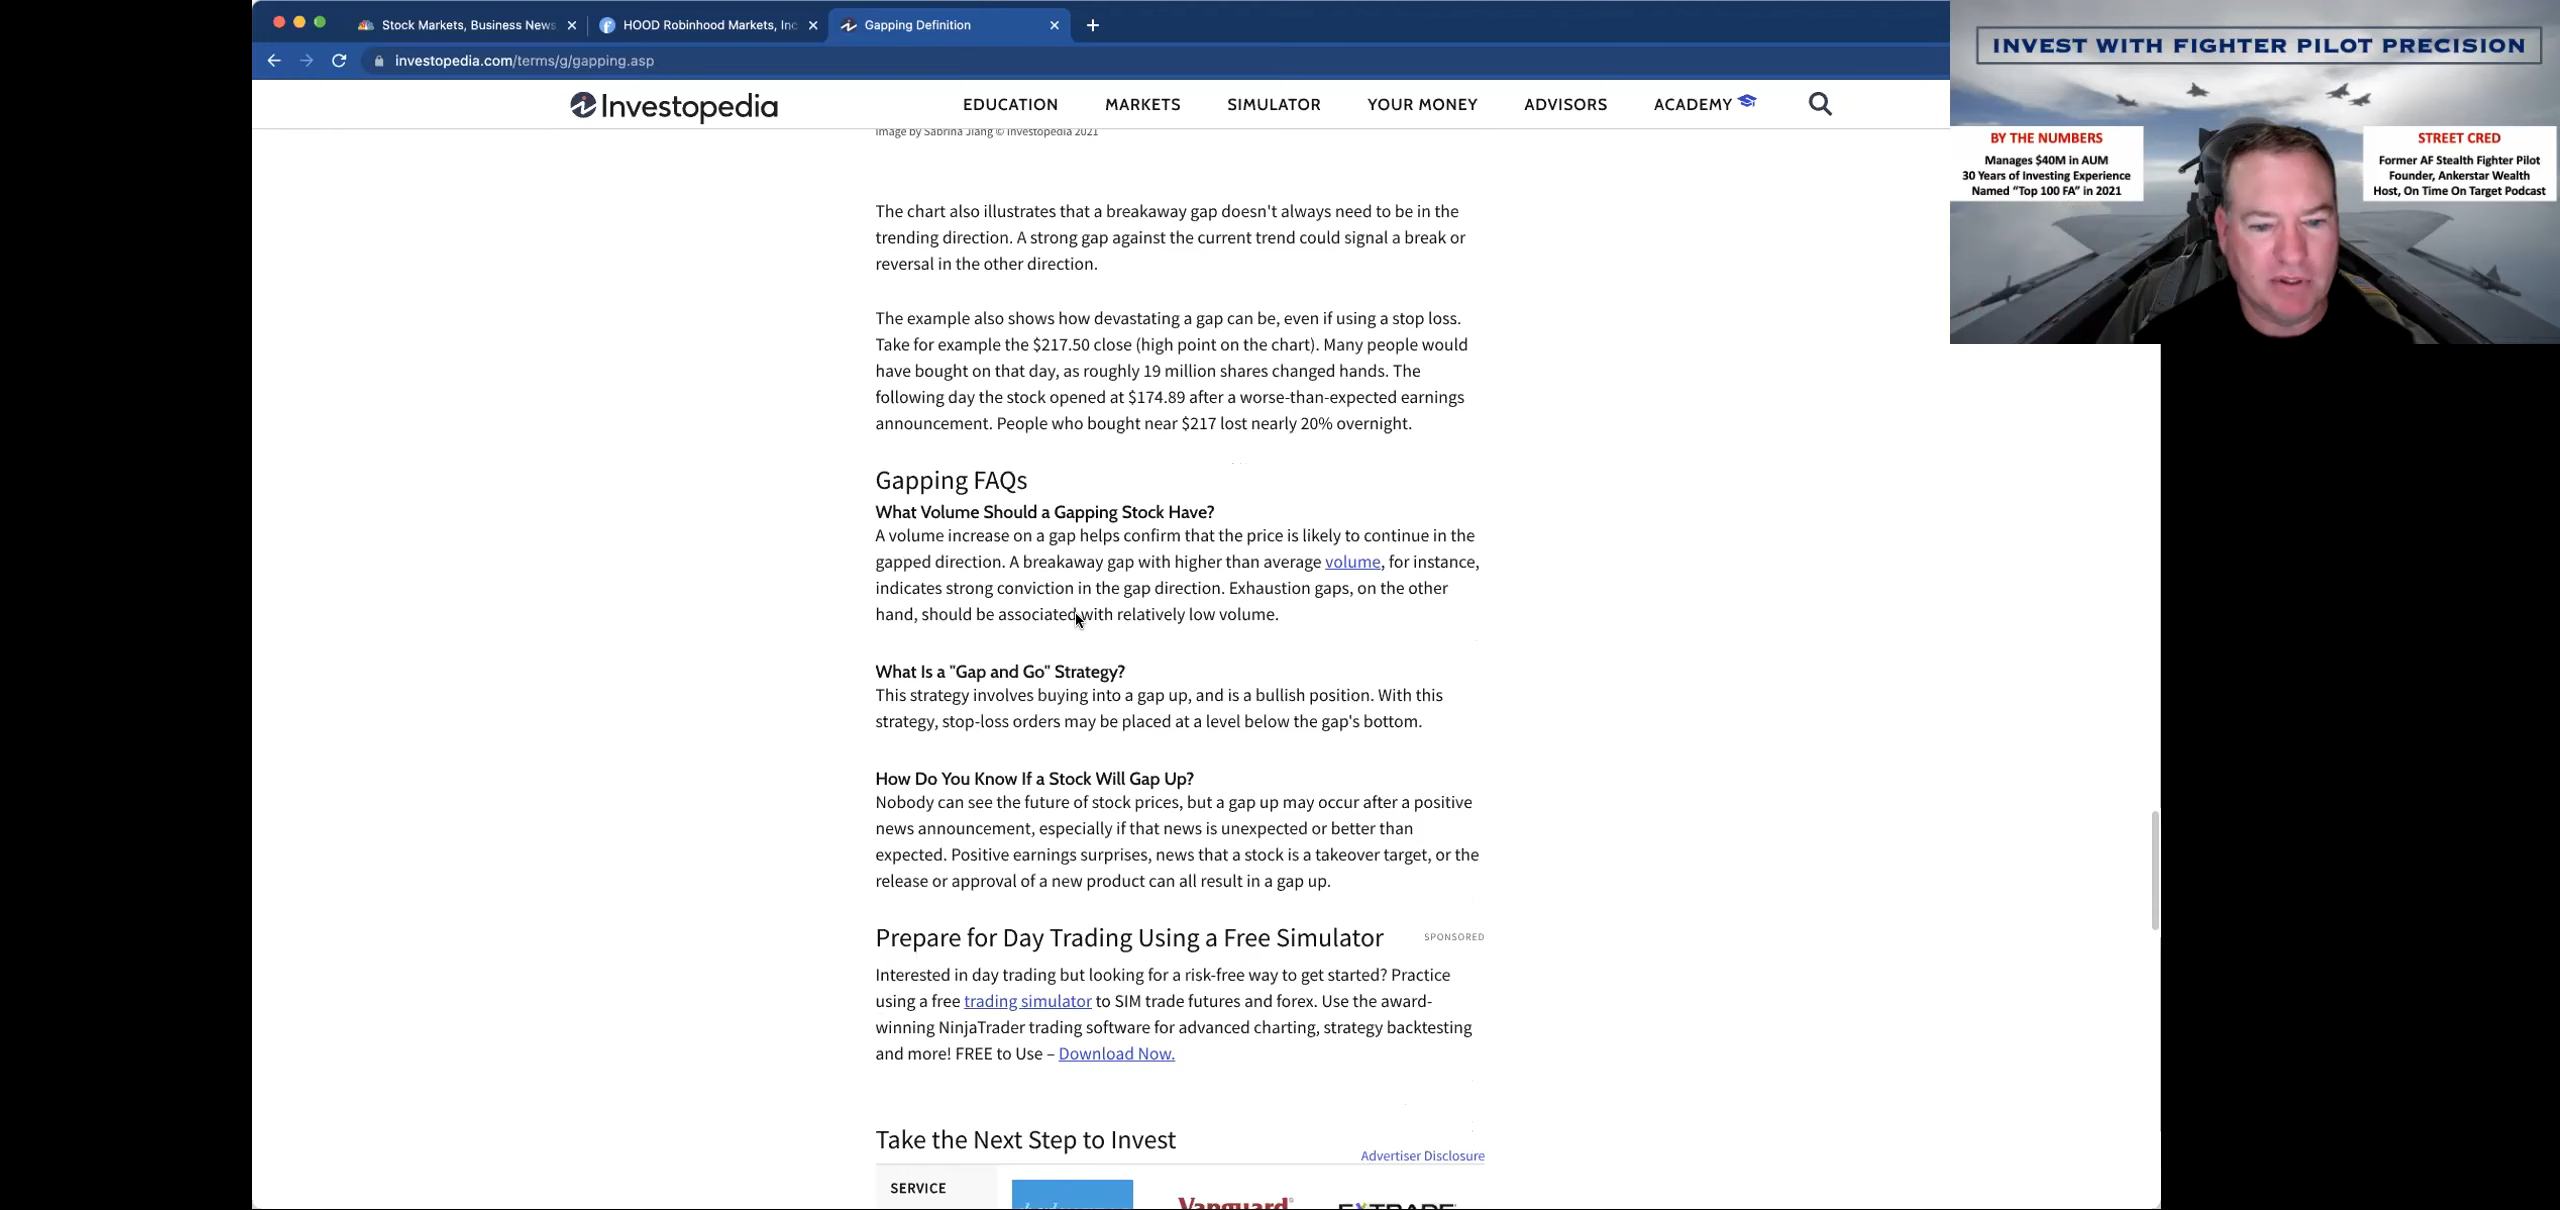 Stock Markets, Business News
HOOD Robinhood Markets, Inc
Gapping Definition
investopedia.com/terms/g/gapping.asp
INVEST WITH FIGHTER PILOT PRECISION
BY THE NUMBERS
Manages $40M in AUM
30 Years of Investing Experience
Named “Top 100 FA” in 2021
STREET CRED
Former AF Stealth Fighter Pilot
Founder, Ankerstar Wealth
Host, On Time On Target Podcast
Investopedia
EDUCATION
MARKETS
SIMULATOR
YOUR MONEY
ADVISORS
ACADEMY
Image by Sabrina Jiang © Investopedia 2021
The chart also illustrates that a breakaway gap doesn't always need to be in the
trending direction. A strong gap against the current trend could signal a break or
reversal in the other direction.
The example also shows how devastating a gap can be, even if using a stop loss.
Take for example the $217.50 close (high point on the chart). Many people would
have bought on that day, as roughly 19 million shares changed hands. The
following day the stock opened at $174.89 after a worse-than-expected earnings
announcement. People who bought near $217 lost nearly 20% overnight.
Gapping FAQs
What Volume Should a Gapping Stock Have?
A volume increase on a gap helps confirm that the price is likely to continue in the
gapped direction. A breakaway gap with higher than average volume, for instance,
indicates strong conviction in the gap direction. Exhaustion gaps, on the other
hand, should be associated with relatively low volume.
What Is a "Gap and Go" Strategy?
This strategy involves buying into a gap up, and is a bullish position. With this
strategy, stop-loss orders may be placed at a level below the gap's bottom.
How Do You Know If a Stock Will Gap Up?
Nobody can see the future of stock prices, but a gap up may occur after a positive
news announcement, especially if that news is unexpected or better than
expected. Positive earnings surprises, news that a stock is a takeover target, or the
release or approval of a new product can all result in a gap up.
Prepare for Day Trading Using a Free Simulator
SPONSORED
Interested in day trading but looking for a risk-free way to get started? Practice
using a free trading simulator to SIM trade futures and forex. Use the award-
winning NinjaTrader trading software for advanced charting, strategy backtesting
and more! FREE to Use – Download Now.
Take the Next Step to Invest
Advertiser Disclosure
SERVICE
Vanguard
E*TRADE